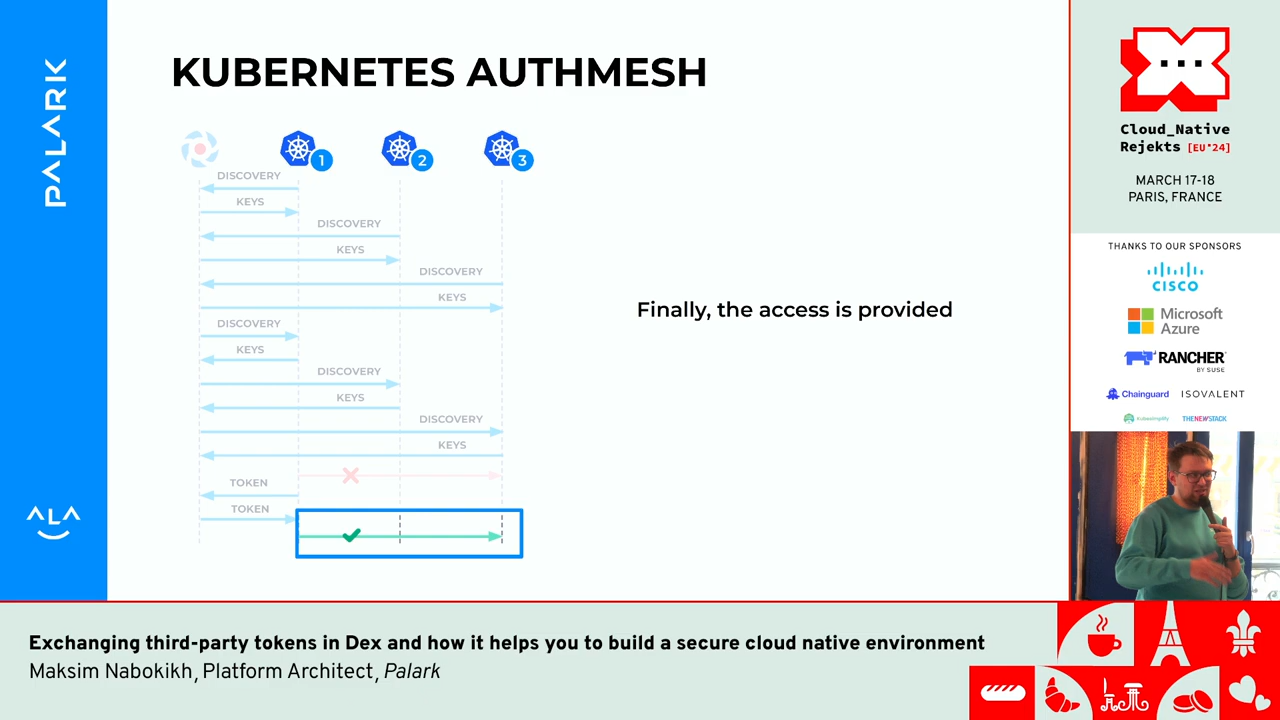 PALARK
KUBERNETES AUTHMESH
1
2
3
DISCOVERY
KEYS
DISCOVERY
KEYS
DISCOVERY
KEYS
DISCOVERY
KEYS
DISCOVERY
KEYS
DISCOVERY
KEYS
TOKEN
TOKEN
Finally, the access is provided
Cloud_Native
Rejekts [EU*24]
MARCH 17-18
PARIS, FRANCE
THANKS TO OUR SPONSORS
CISCO
Microsoft
Azure
RANCHER
BY SUSE
Chainguard
ISOVALENT
kubesimplify
THENEWSTACK
Exchanging third-party tokens in Dex and how it helps you to build a secure cloud native environment
Maksim Nabokikh, Platform Architect, Palark